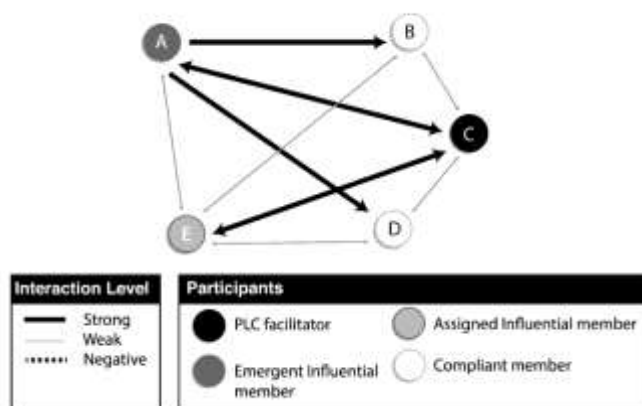 A
B
C
D
E
Interaction Level
Strong
Weak
Negative
Participants
PLC facilitator
Assigned Influential member
Emergent Influential
member
Compliant member